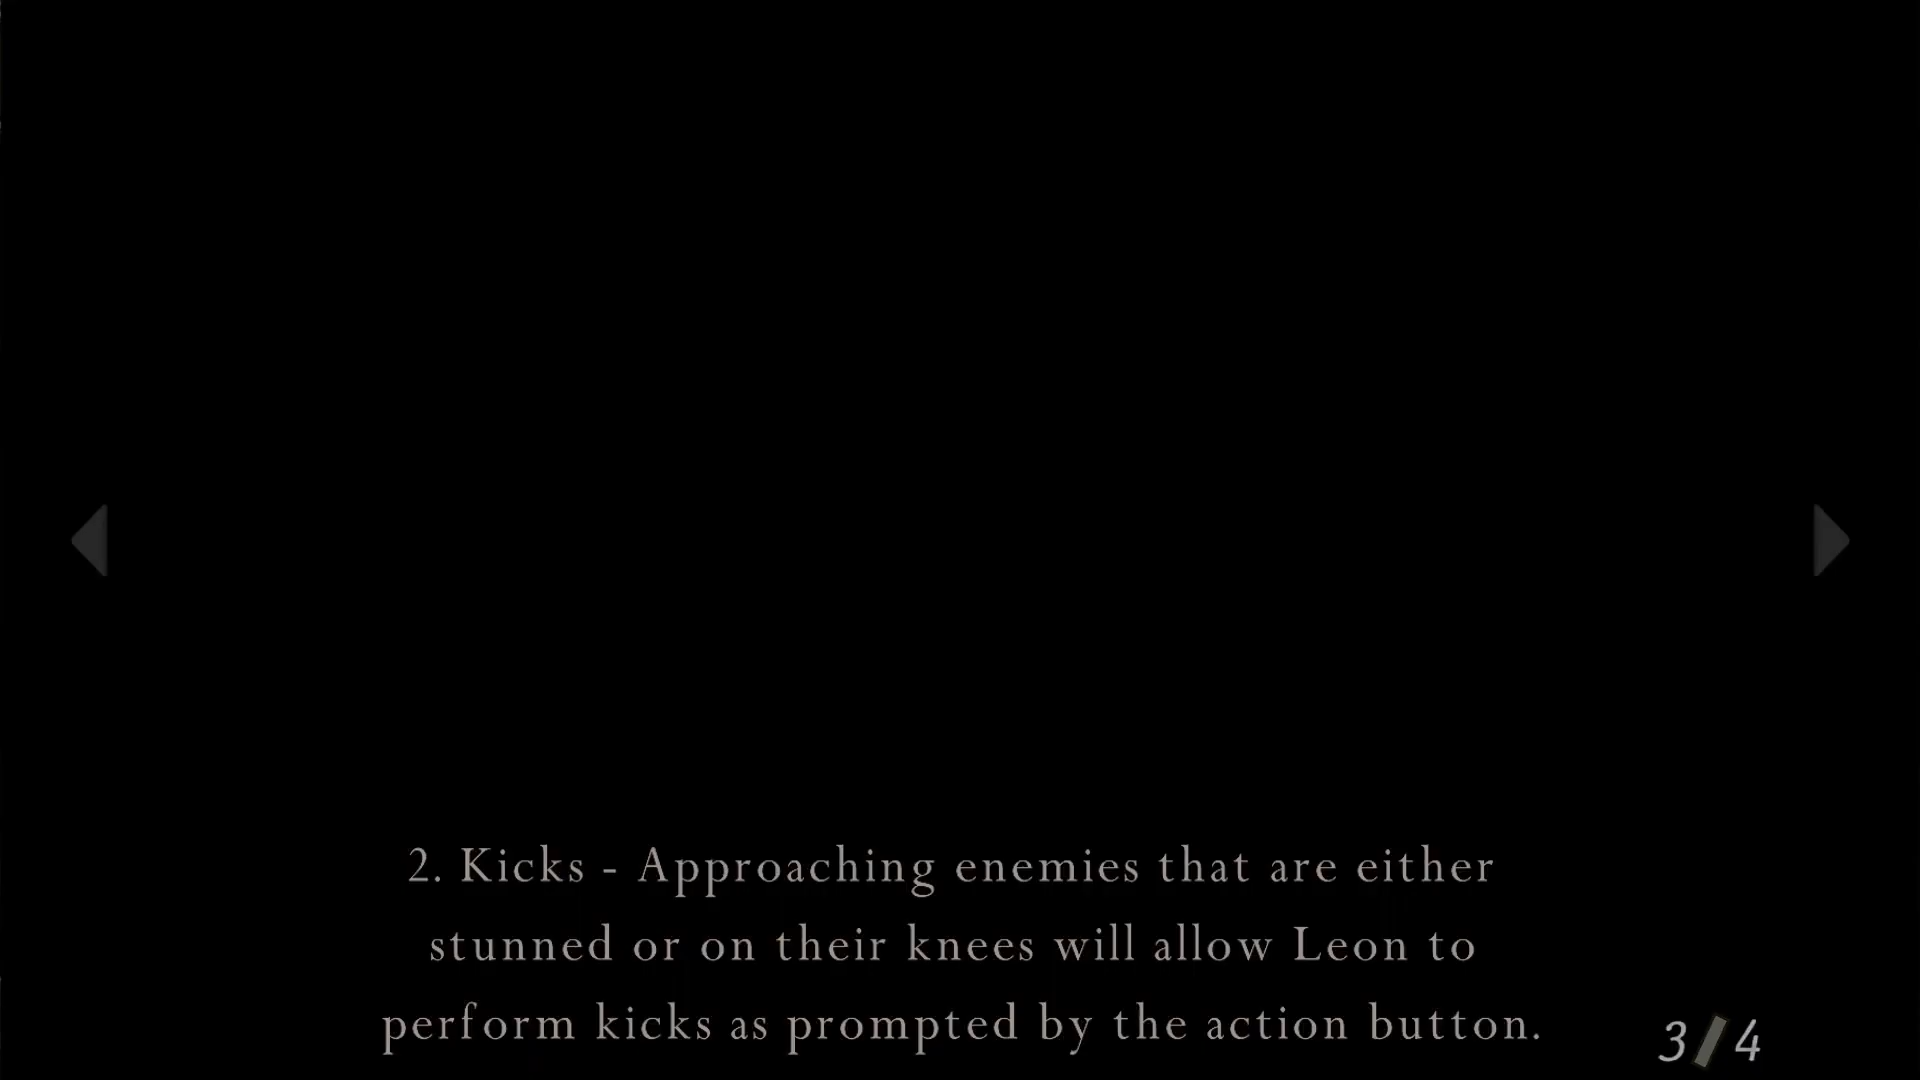 2. Kicks - Approaching enemies that are either
stunned or on their knees will allow Leon to
perform kicks as prompted by the action button.
3/4